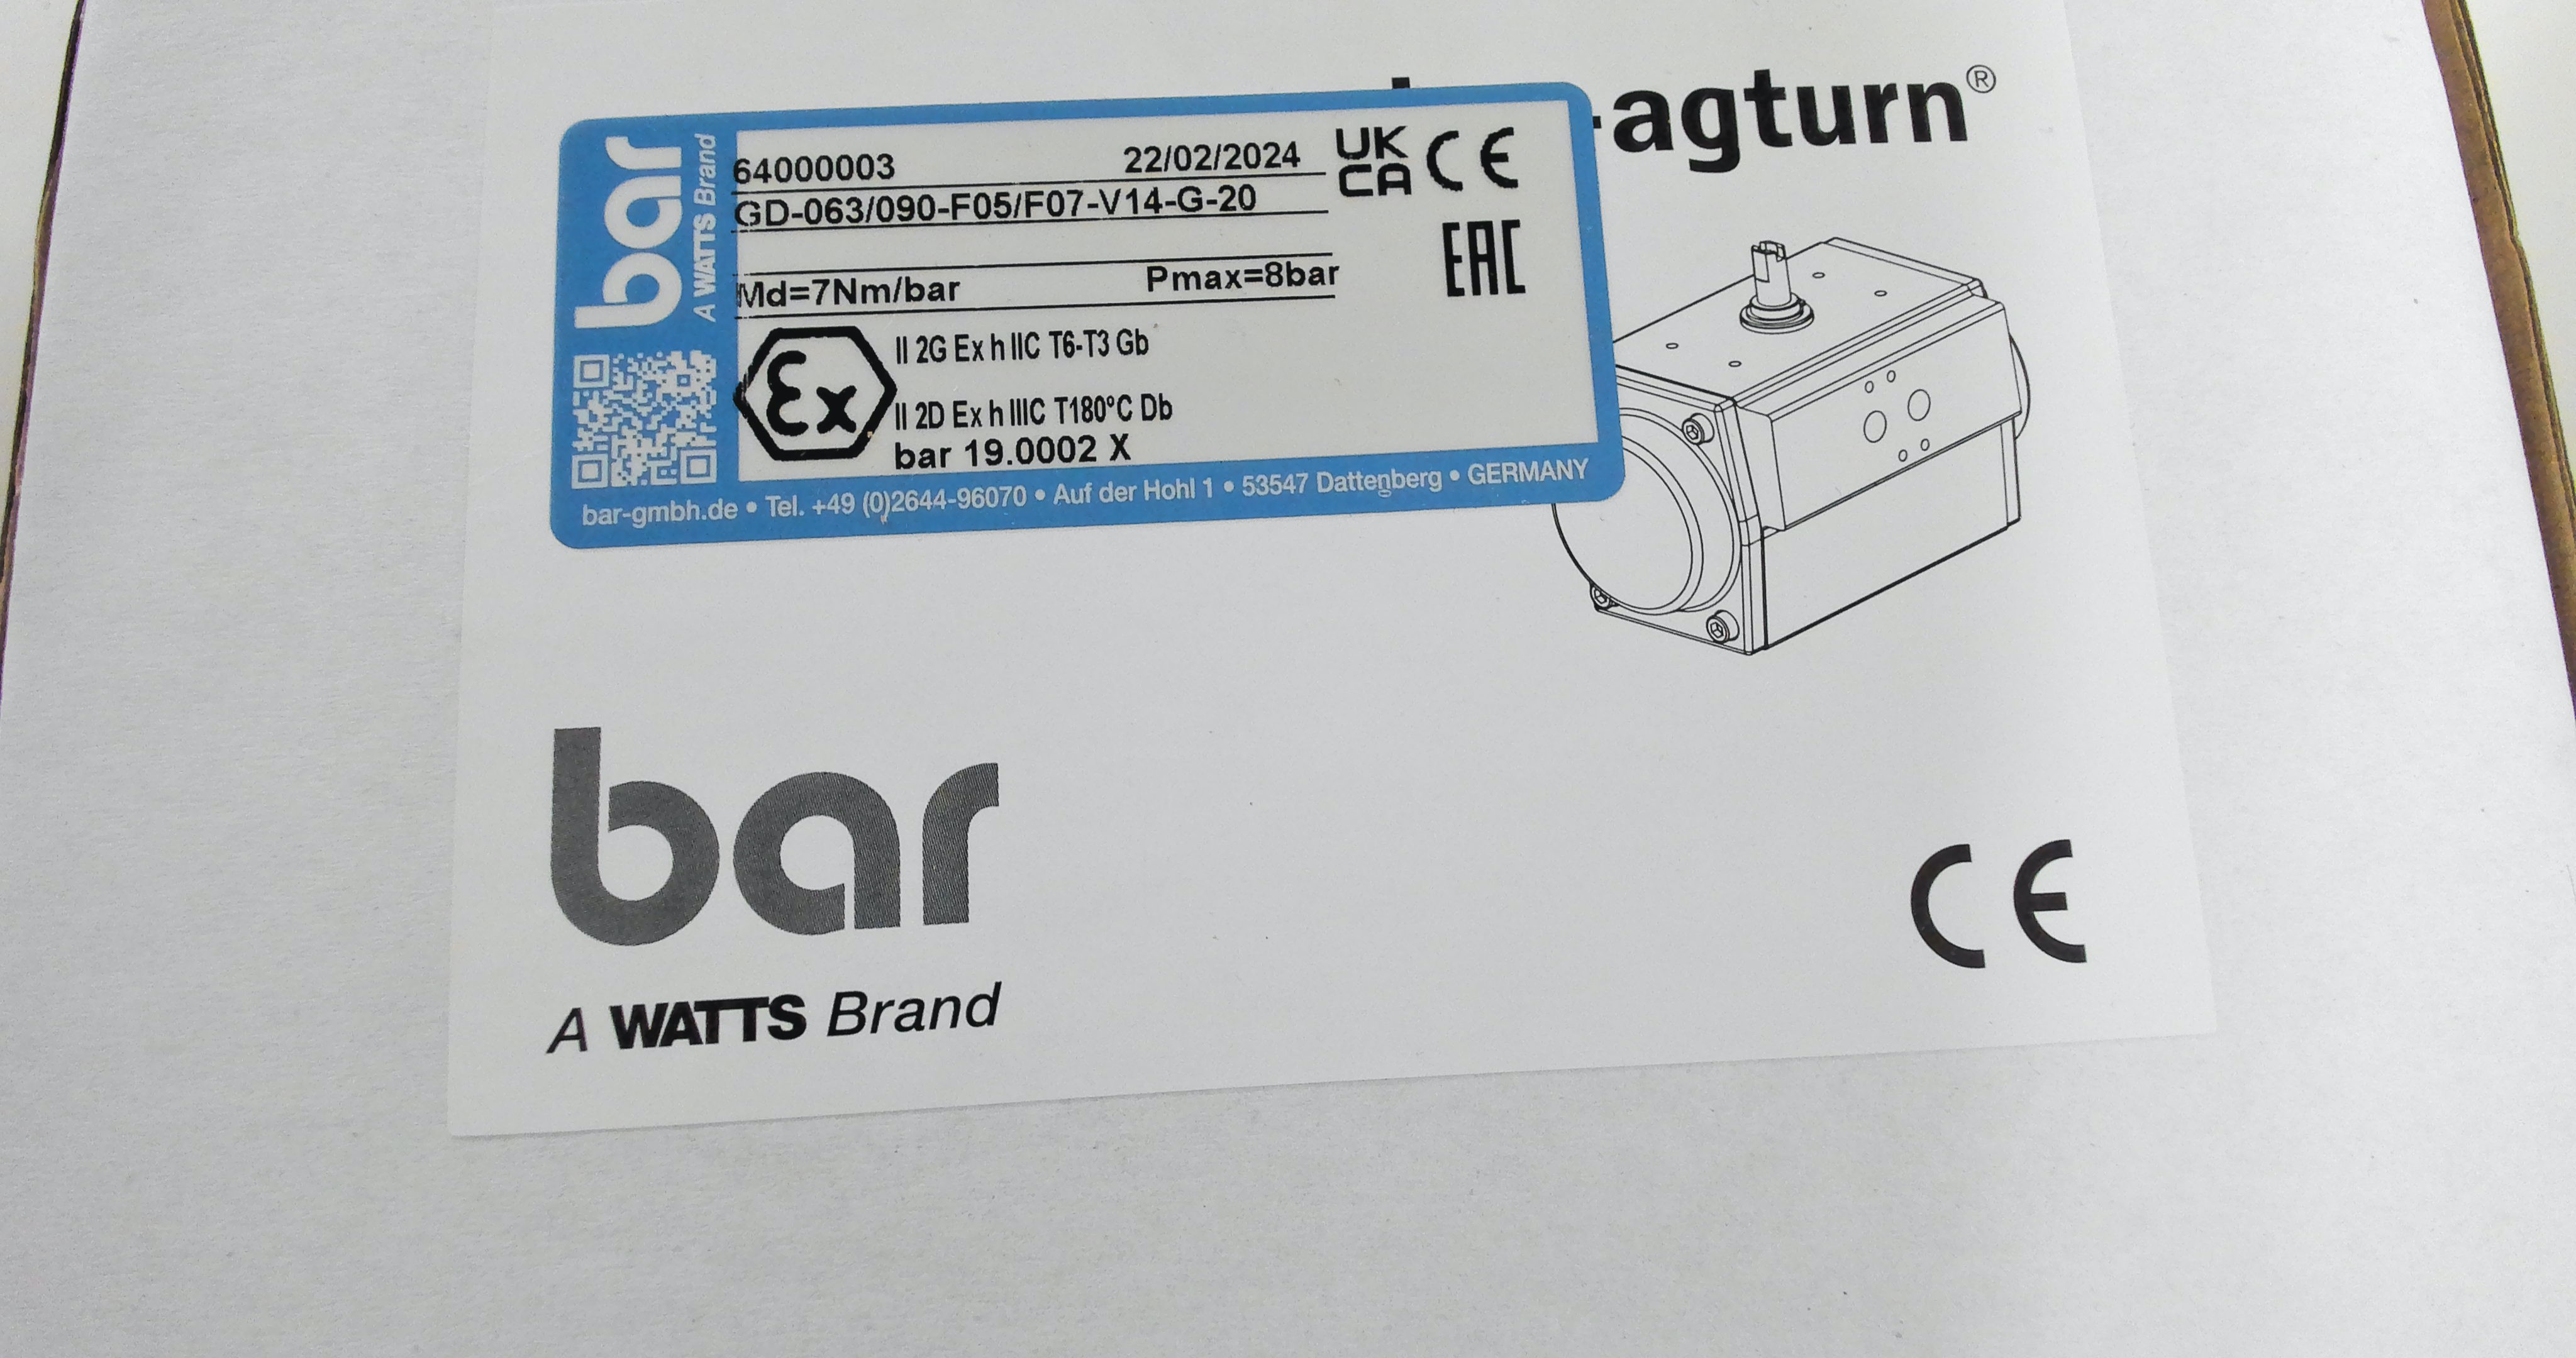 -agturn®
bar
A WATTS Brand
64000003 22/02/2024
GD-063/090-F05/F07-V14-G-20
Md=7Nm/bar Pmax=8bar
UK
CA CE
EAC
Ex
II 2G Ex h IIC T6-T3 Gb
II 2D Ex h IIIC T180°C Db
bar 19.0002 X
bar-gmbh.de • Tel. +49 (0)2644-96070 • Auf der Hohl 1 • 53547 Dattenberg • GERMANY
bar
A WATTS Brand
CE